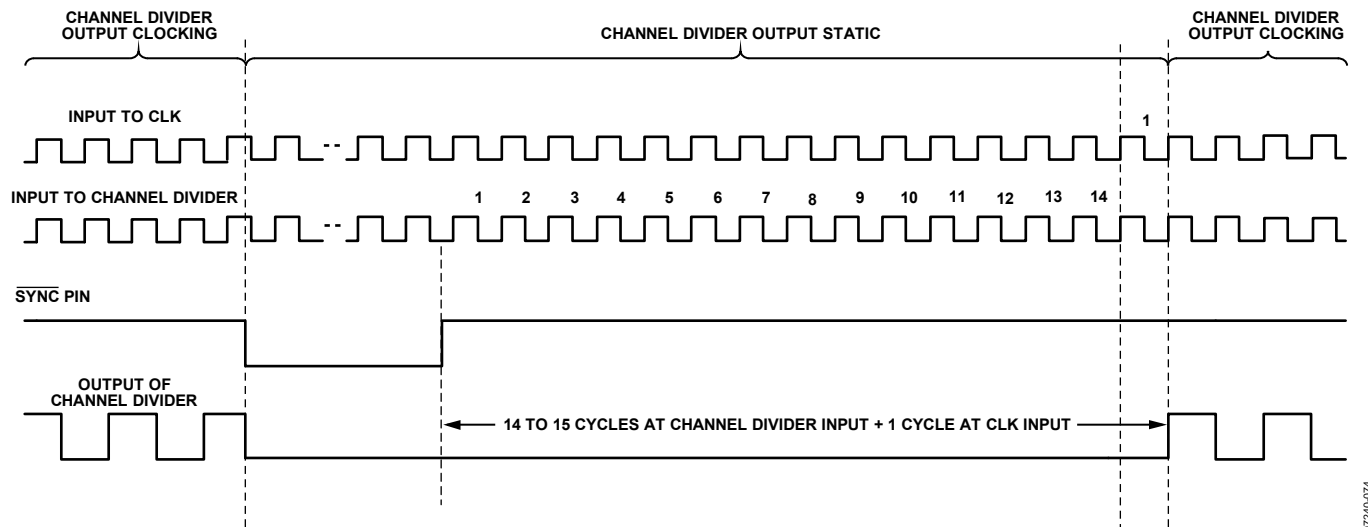 CHANNEL DIVIDER
OUTPUT CLOCKING
CHANNEL DIVIDER OUTPUT STATIC
CHANNEL DIVIDER
OUTPUT CLOCKING
INPUT TO CLK
1
INPUT TO CHANNEL DIVIDER
1 2 3 4 5 6 7 8 9 10 11 12 13 14
SYNC PIN
OUTPUT OF
CHANNEL DIVIDER
14 TO 15 CYCLES AT CHANNEL DIVIDER INPUT + 1 CYCLE AT CLK INPUT